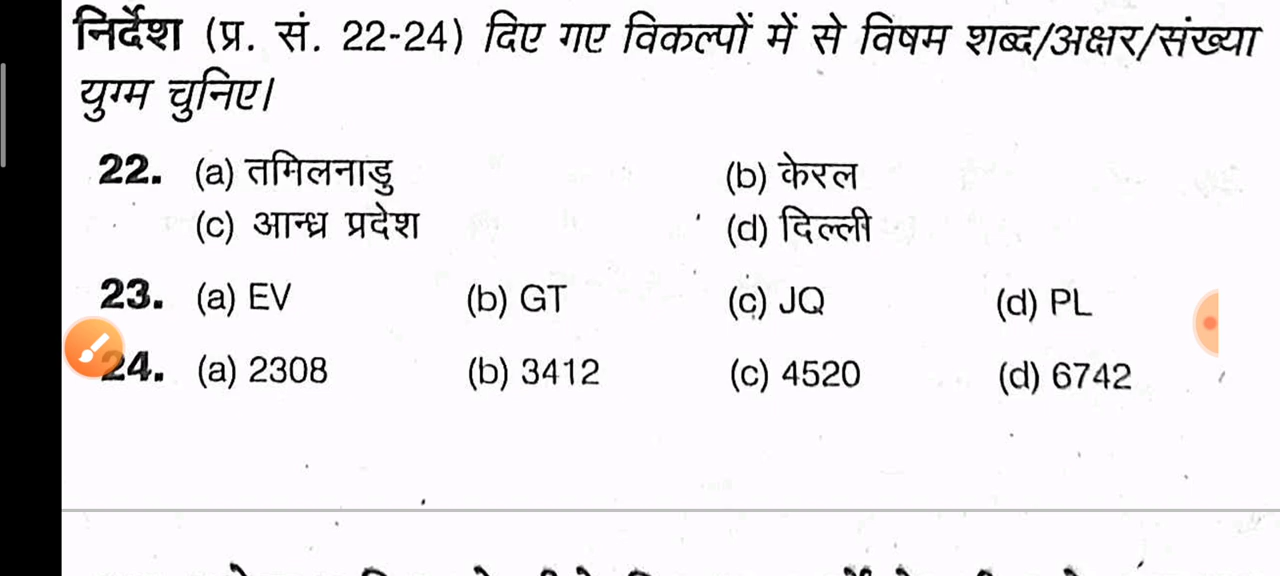 निर्देश (प्र. सं. 22-24) दिए गए विकल्पों में से विषम शब्द/अक्षर/संख्या
युग्म चुनिए।
22. (a) तमिलनाडु (b) केरल
(c) आन्ध्र प्रदेश (d) दिल्ली
23. (a) EV (b) GT (c) JQ (d) PL
24. (a) 2308 (b) 3412 (c) 4520 (d) 6742